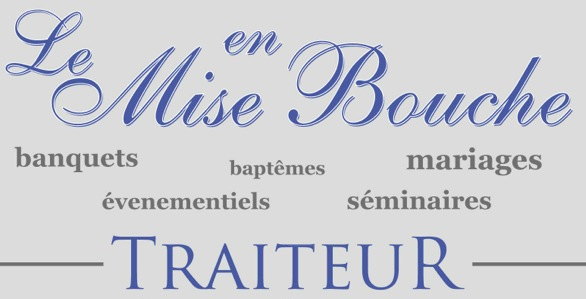 Le Mise en Bouche
banquets baptêmes mariages
évenementiels séminaires
TRAITEUR